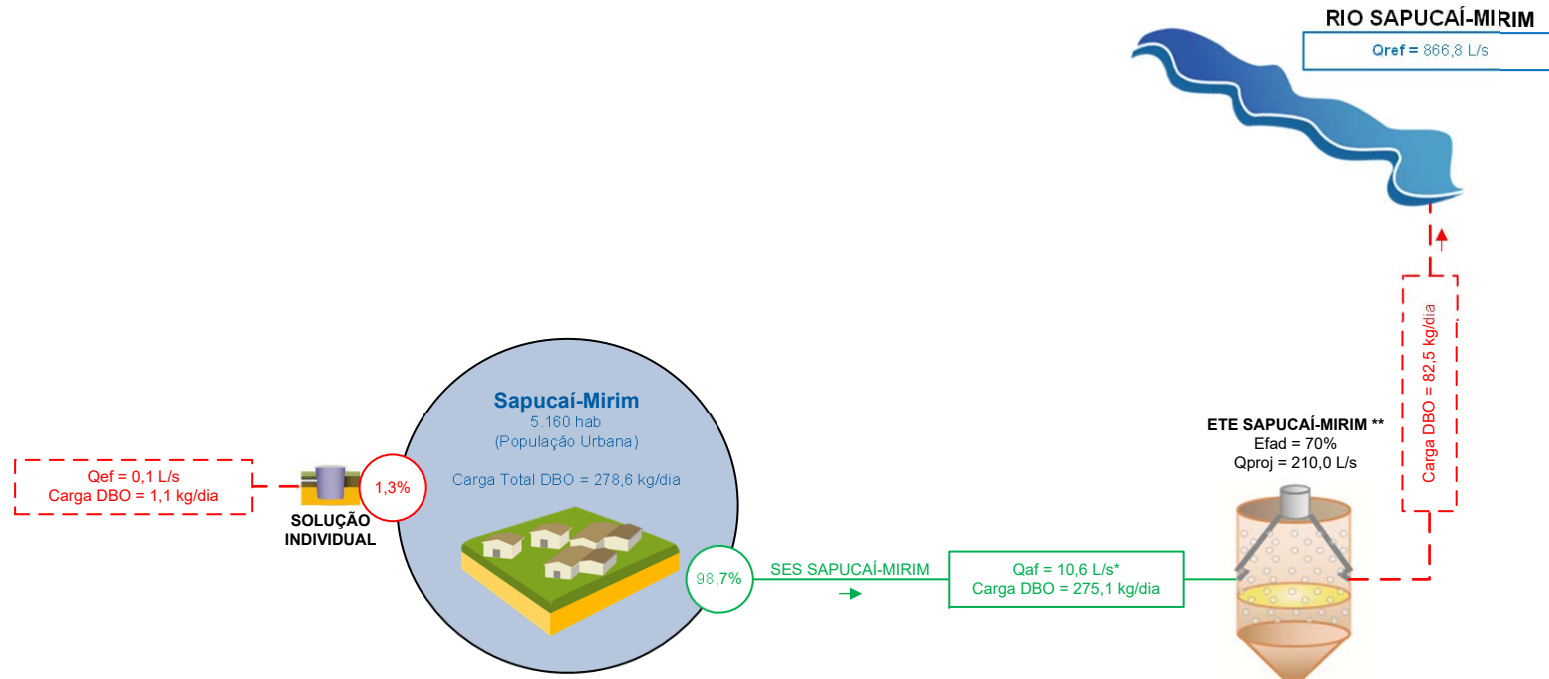 RIO SAPUCAÍ-MIRIM
Qref = 866,8 L/s
Carga DBO = 82,5 kg/dia
Sapucaí-Mirim
5.160 hab
(População Urbana)
Carga Total DBO = 278,6 kg/dia
ETE SAPUCAÍ-MIRIM **
Efad = 70%
Qproj = 210,0 L/s
Qef = 0,1 L/s
Carga DBO = 1,1 kg/dia
1,3%
SOLUÇÃO
INDIVIDUAL
98,7%
SES SAPUCAÍ-MIRIM
Qaf = 10,6 L/s*
Carga DBO = 275,1 kg/dia